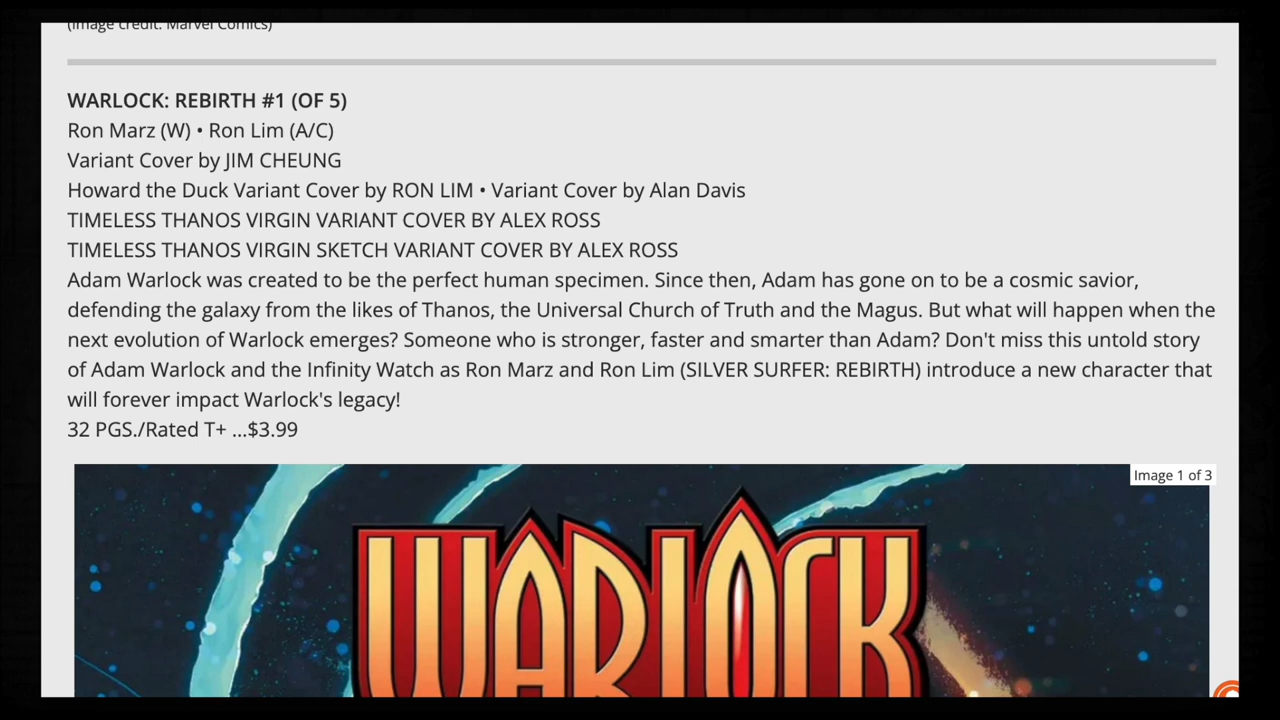 (Image credit: Marvel Comics)
WARLOCK: REBIRTH #1 (OF 5)
Ron Marz (W) • Ron Lim (A/C)
Variant Cover by JIM CHEUNG
Howard the Duck Variant Cover by RON LIM • Variant Cover by Alan Davis
TIMELESS THANOS VIRGIN VARIANT COVER BY ALEX ROSS
TIMELESS THANOS VIRGIN SKETCH VARIANT COVER BY ALEX ROSS
Adam Warlock was created to be the perfect human specimen. Since then, Adam has gone on to be a cosmic savior,
defending the galaxy from the likes of Thanos, the Universal Church of Truth and the Magus. But what will happen when the
next evolution of Warlock emerges? Someone who is stronger, faster and smarter than Adam? Don't miss this untold story
of Adam Warlock and the Infinity Watch as Ron Marz and Ron Lim (SILVER SURFER: REBIRTH) introduce a new character that
will forever impact Warlock's legacy!
32 PGS./Rated T+ ...$3.99
Image 1 of 3
WARLOCK